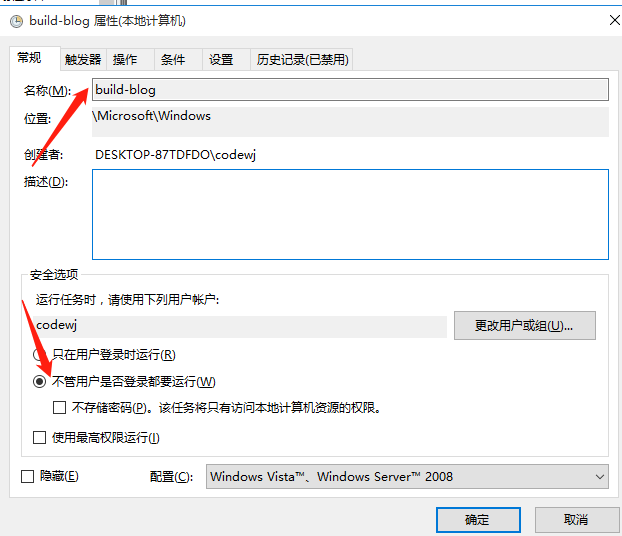 build-blog 属性(本地计算机)
常规 触发器 操作 条件 设置 历史记录(已禁用)
名称(M): build-blog
位置: \Microsoft\Windows
创建者: DESKTOP-87TDFDO\codewj
描述(D):
安全选项
运行任务时，请使用下列用户帐户:
codewj 更改用户或组(U)...
只在用户登录时运行(R)
不管用户是否登录都要运行(W)
不存储密码(P)。该任务将只有访问本地计算机资源的权限。
使用最高权限运行(I)
隐藏(E) 配置(C): Windows Vista™、Windows Server™ 2008
确定 取消